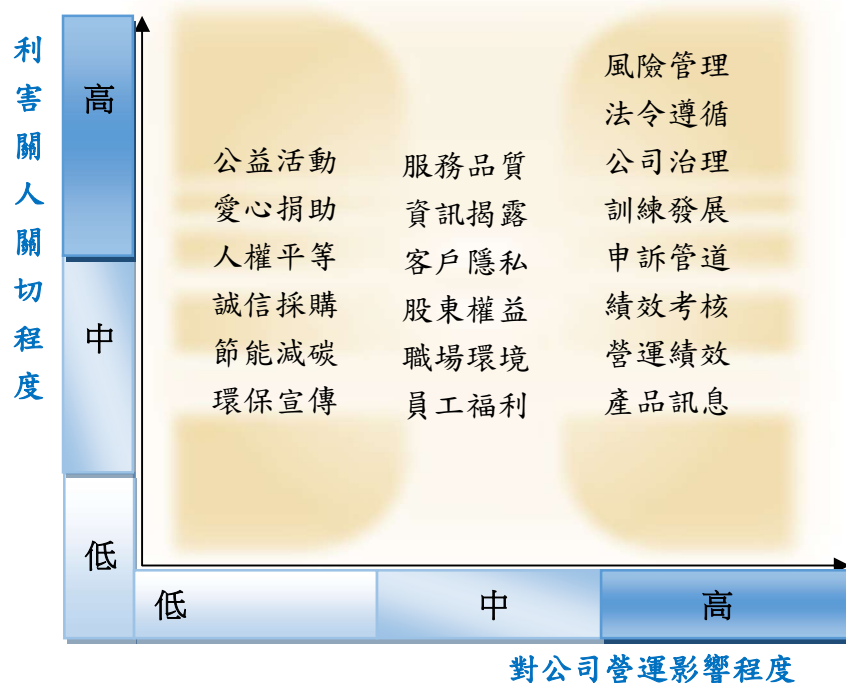 利害關人關切程度
高
中
低
公益活動
愛心捐助
人權平等
誠信採購
節能減碳
環保宣傳
服務品質
資訊揭露
客戶隱私
股東權益
職場環境
員工福利
風險管理
法令遵循
公司治理
訓練發展
申訴管道
績效考核
營運績效
產品訊息
低
中
高
對公司營運影響程度